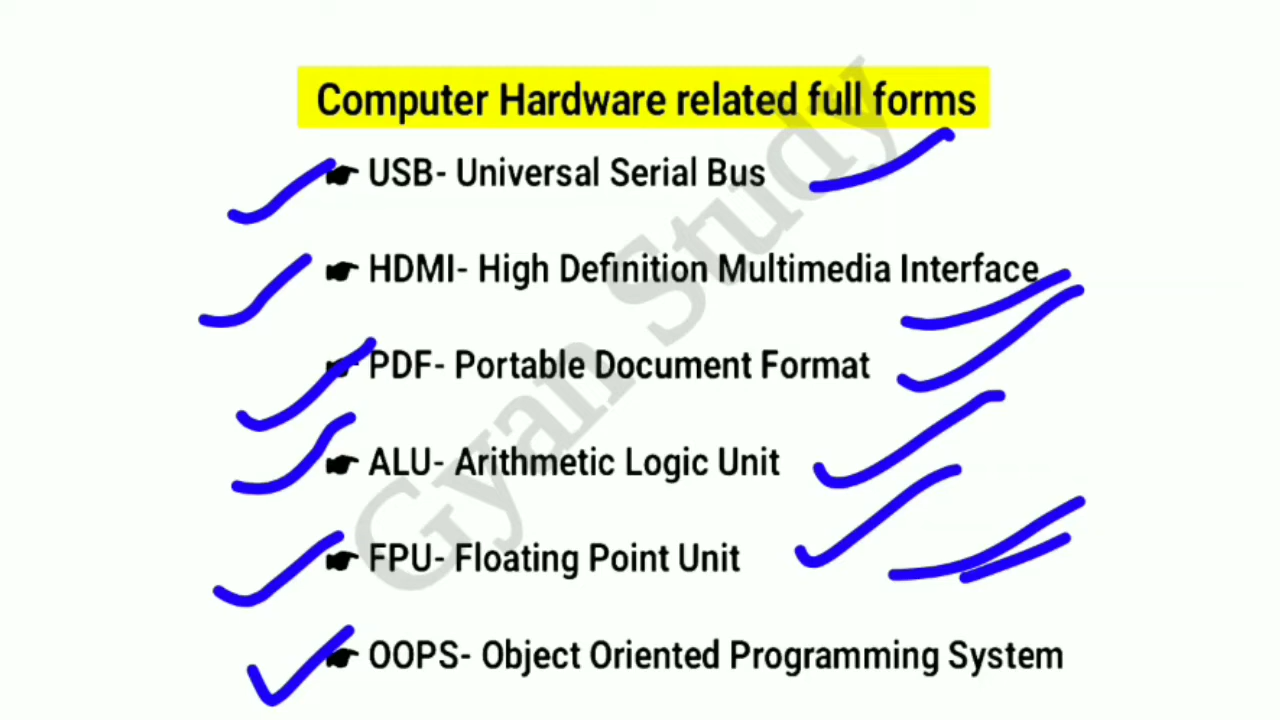 Computer Hardware related full forms
☛ USB- Universal Serial Bus
☛ HDMI- High Definition Multimedia Interface
☛ PDF- Portable Document Format
☛ ALU- Arithmetic Logic Unit
☛ FPU- Floating Point Unit
☛ OOPS- Object Oriented Programming System
Gyan Study